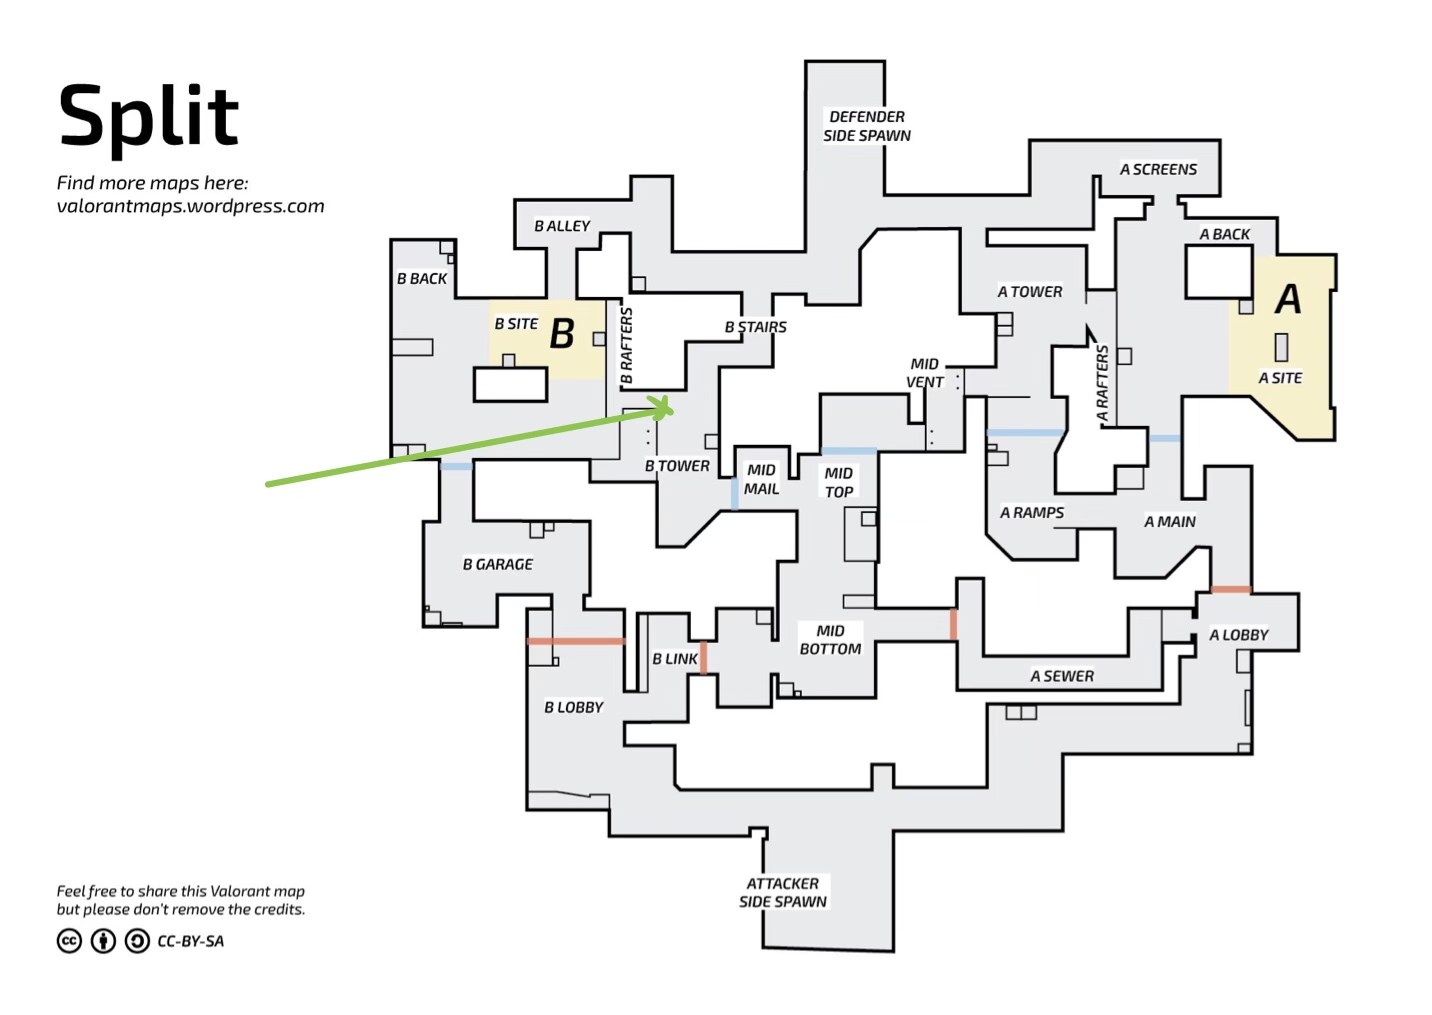 Split
Find more maps here:
valorantmaps.wordpress.com
DEFENDER
SIDE SPAWN
A SCREENS
B ALLEY
A BACK
B BACK
A TOWER
A
B SITE
B
B RAFTERS
B STAIRS
MID
VENT
A RAFTERS
A SITE
B TOWER
MID
MAIL
MID
TOP
A RAMPS
A MAIN
B GARAGE
MID
BOTTOM
A LOBBY
B LINK
A SEWER
B LOBBY
ATTACKER
SIDE SPAWN
Feel free to share this Valorant map
but please don't remove the credits.
cc CC-BY-SA